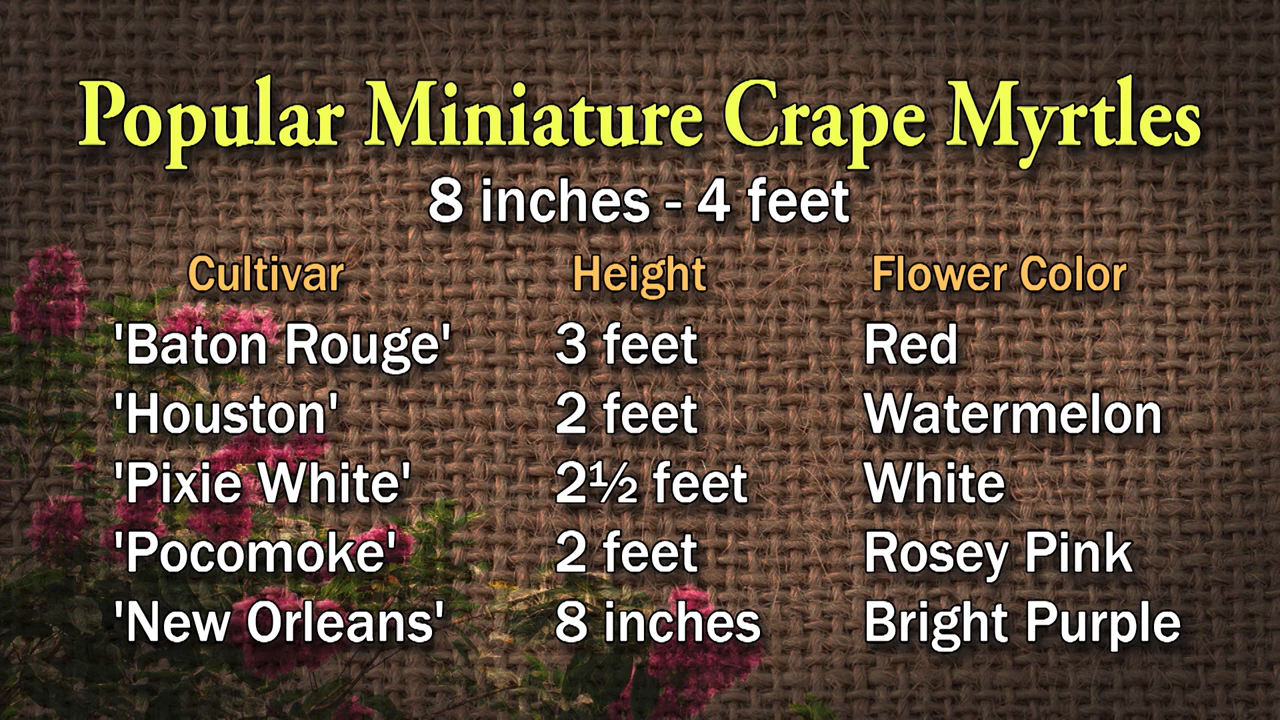 Popular Miniature Crape Myrtles
8 inches - 4 feet
Cultivar Height Flower Color
'Baton Rouge' 3 feet Red
'Houston' 2 feet Watermelon
'Pixie White' 2½ feet White
'Pocomoke' 2 feet Rosey Pink
'New Orleans' 8 inches Bright Purple